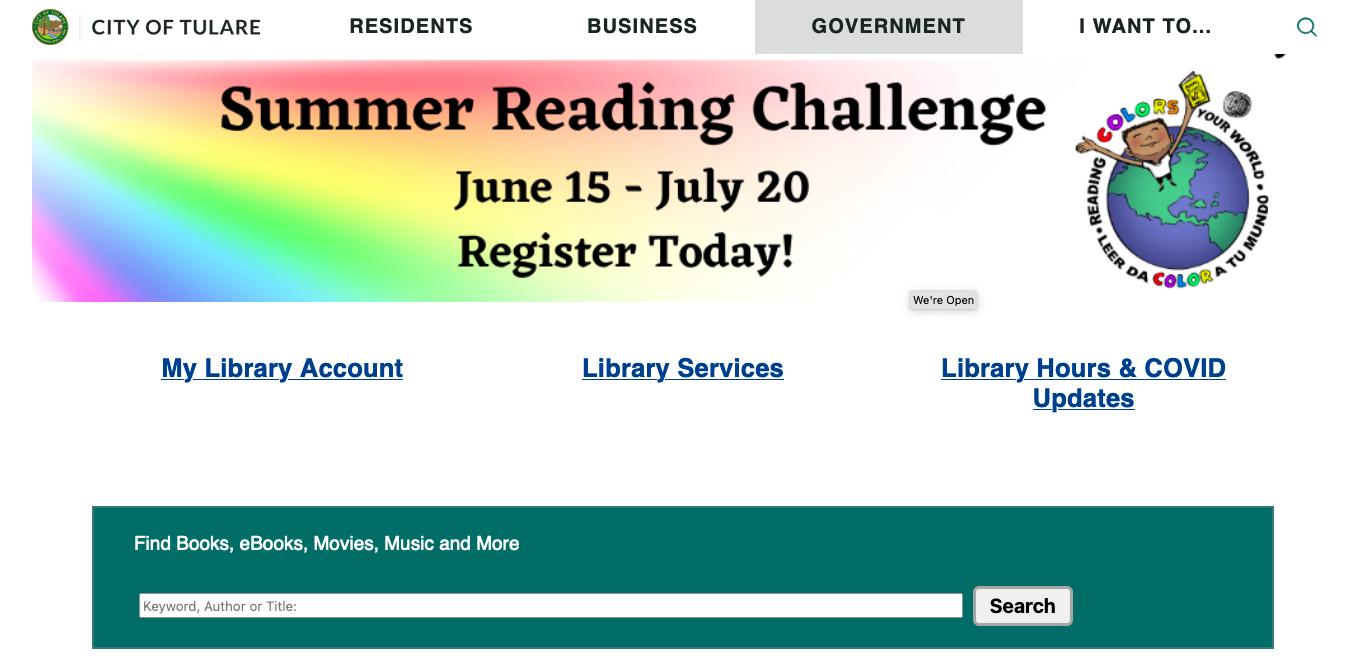 CITY OF TULARE
RESIDENTS
BUSINESS
GOVERNMENT
I WANT TO...
Summer Reading Challenge
June 15 - July 20
Register Today!
READING COLORS YOUR WORLD •
LEER DA COLOR A TU MUNDO •
We're Open
My Library Account
Library Services
Library Hours & COVID
Updates
Find Books, eBooks, Movies, Music and More
Keyword, Author or Title:
Search